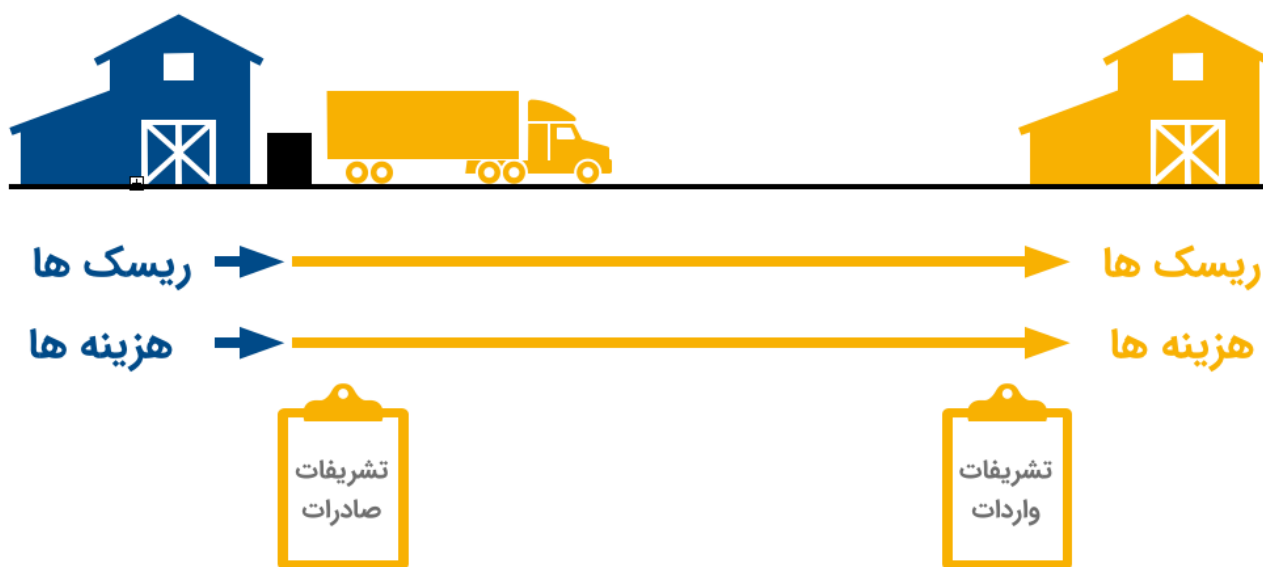 ریسک ها
ریسک ها
هزینه ها
هزینه ها
تشریفات
صادرات
تشریفات
واردات